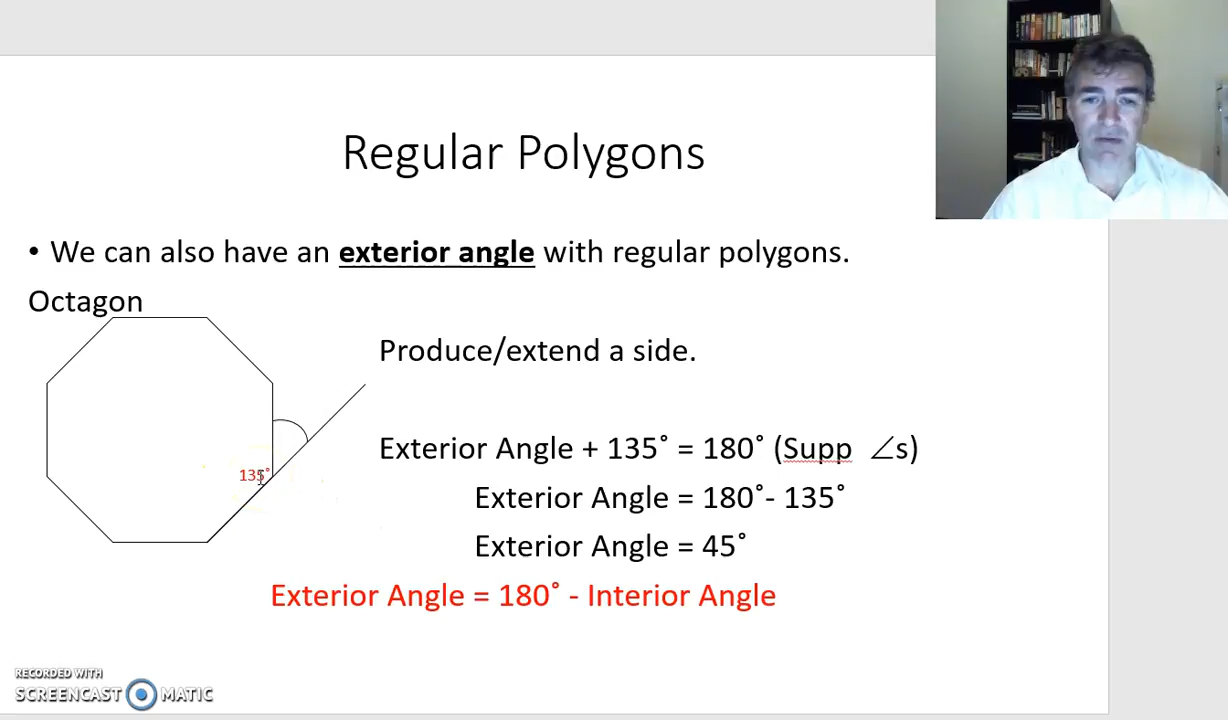 Regular Polygons
• We can also have an exterior angle with regular polygons.
Octagon
Produce/extend a side.
Exterior Angle + 135˚ = 180˚ (Supp ∠s)
135˚
Exterior Angle = 180˚- 135˚
Exterior Angle = 45˚
Exterior Angle = 180˚ - Interior Angle
RECORDED WITH
SCREENCAST MATIC